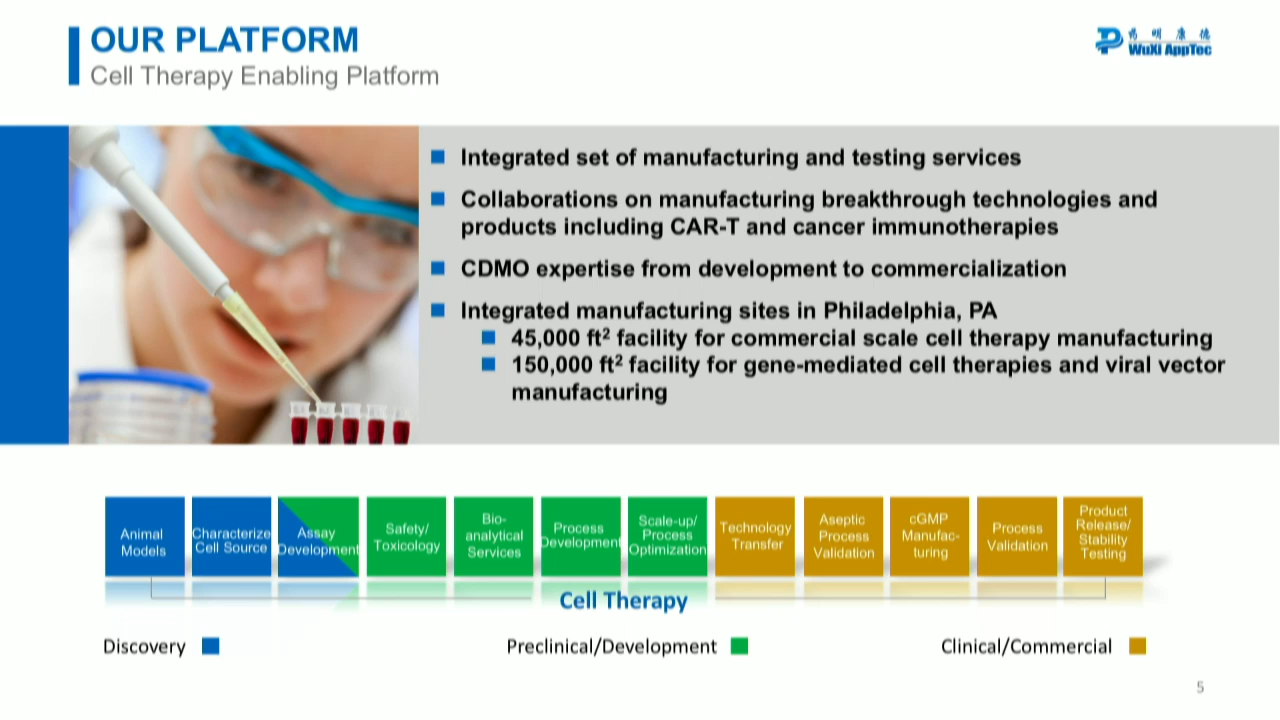 OUR PLATFORM
Cell Therapy Enabling Platform
药 明 康 德
WuXi AppTec
Integrated set of manufacturing and testing services
Collaborations on manufacturing breakthrough technologies and
products including CAR-T and cancer immunotherapies
CDMO expertise from development to commercialization
Integrated manufacturing sites in Philadelphia, PA
45,000 ft² facility for commercial scale cell therapy manufacturing
150,000 ft² facility for gene-mediated cell therapies and viral vector
manufacturing
Animal
Models
Characterize
Cell Source
Assay
Development
Safety/
Toxicology
Bio-
analytical
Services
Process
Development
Scale-up/
Process
Optimization
Technology
Transfer
Aseptic
Process
Validation
cGMP
Manufac-
turing
Process
Validation
Product
Release/
Stability
Testing
Cell Therapy
Discovery
Preclinical/Development
Clinical/Commercial
5